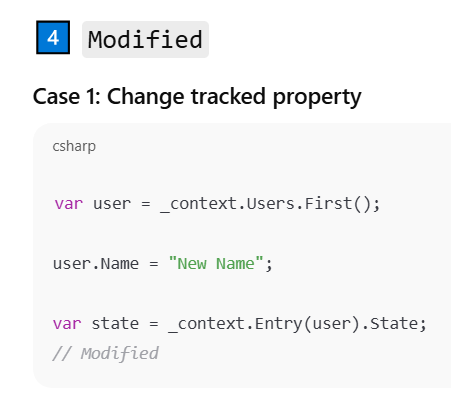 4 Modified
Case 1: Change tracked property
csharp
var user = _context.Users.First();
user.Name = "New Name";
var state = _context.Entry(user).State;
// Modified